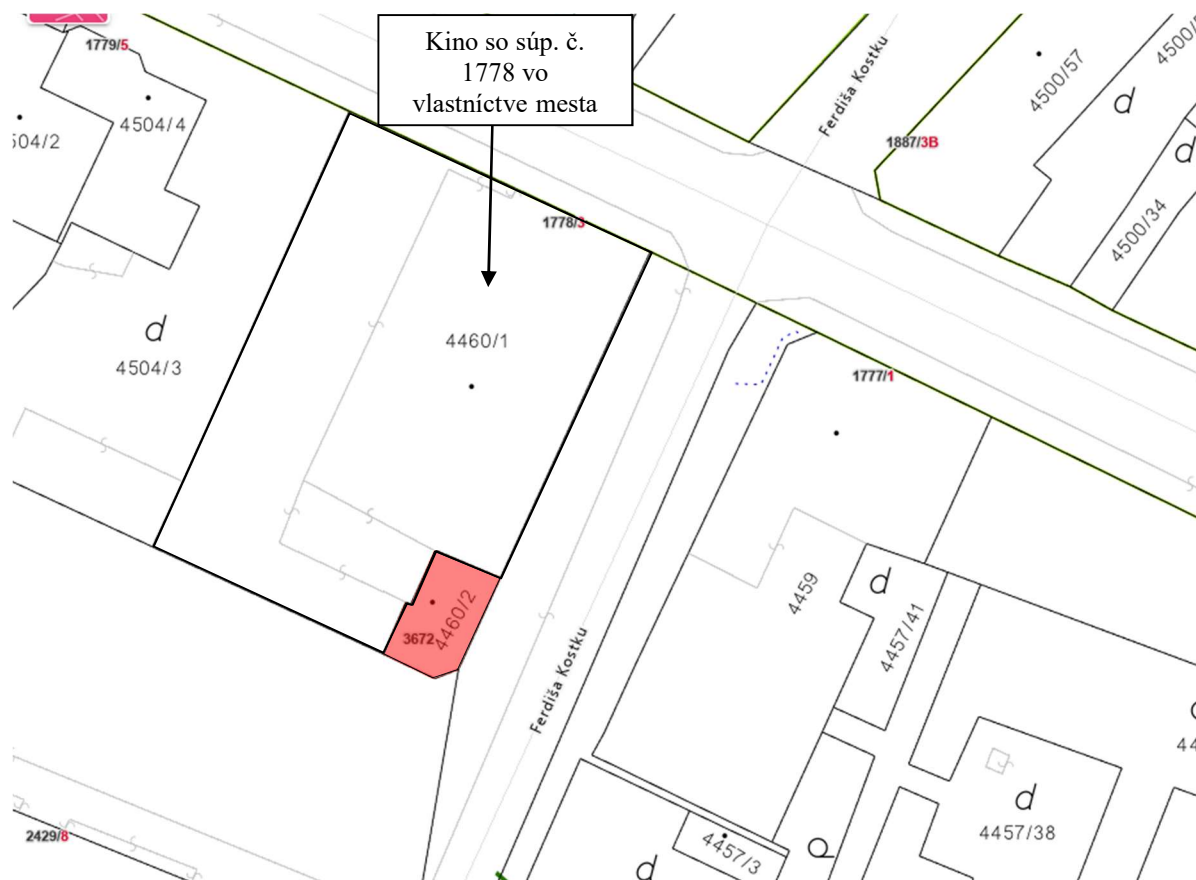 Kino so súp. č.
1778 vo
vlastníctve mesta
1779/5
504/2
4504/4
d
4504/3
1778/3
4460/1
4460/2
3672
Ferdiša Kostku
1887/3B
4500/57
d
d
4500/34
1777/1
4459
d
4457/41
Ferdiša Kostku
d
4457/38
44
4457/3
d
d
2429/8